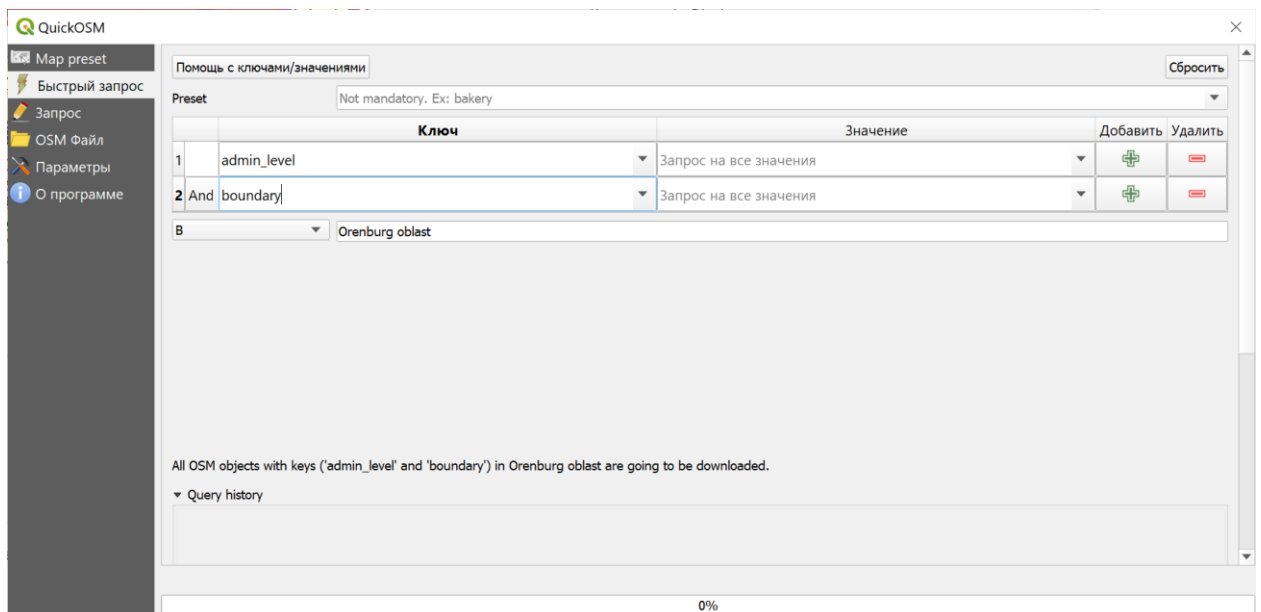 QuickOSM
Map preset
Быстрый запрос
Запрос
OSM Файл
Параметры
О программе
Помощь с ключами/значениями
Сбросить
Preset
Not mandatory. Ex: bakery
Ключ Значение Добавить Удалить
1 admin_level Запрос на все значения
2 And boundary Запрос на все значения
В Orenburg oblast
All OSM objects with keys ('admin_level' and 'boundary') in Orenburg oblast are going to be downloaded.
Query history
0%